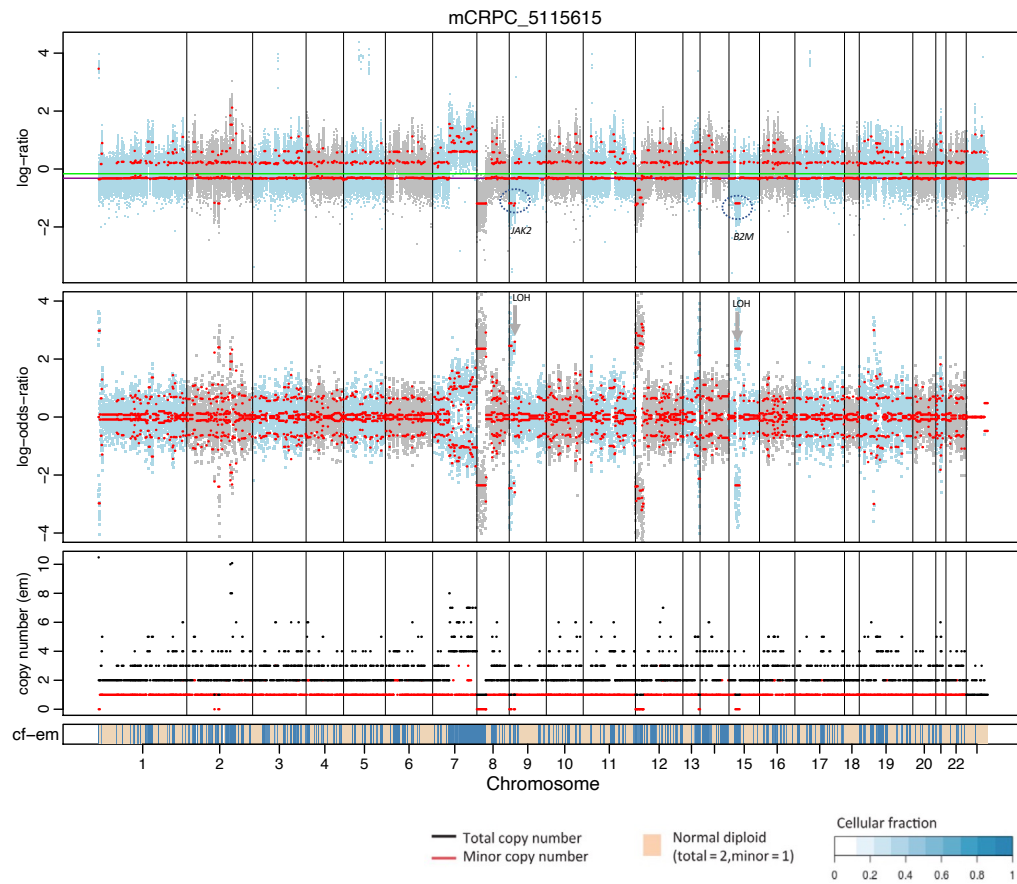 mCRPC_5115615
log−ratio
4
2
0
−2
JAK2
B2M
log−odds−ratio
4
2
0
−2
−4
LOH
LOH
copy number (em)
10
8
6
4
2
0
cf−em
1 2 3 4 5 6 7 8 9 10 11 12 13 15 17 18 19 20 22
Chromosome
Total copy number
Minor copy number
Normal diploid
(total = 2,minor = 1)
Cellular fraction
0 0.2 0.4 0.6 0.8 1